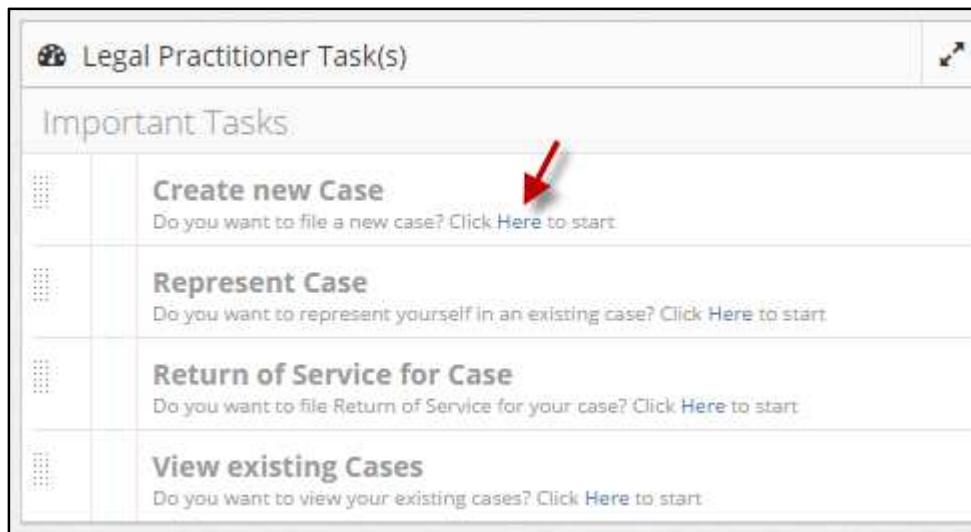 Legal Practitioner Task(s)
Important Tasks
Create new Case
Do you want to file a new case? Click Here to start
Represent Case
Do you want to represent yourself in an existing case? Click Here to start
Return of Service for Case
Do you want to file Return of Service for your case? Click Here to start
View existing Cases
Do you want to view your existing cases? Click Here to start